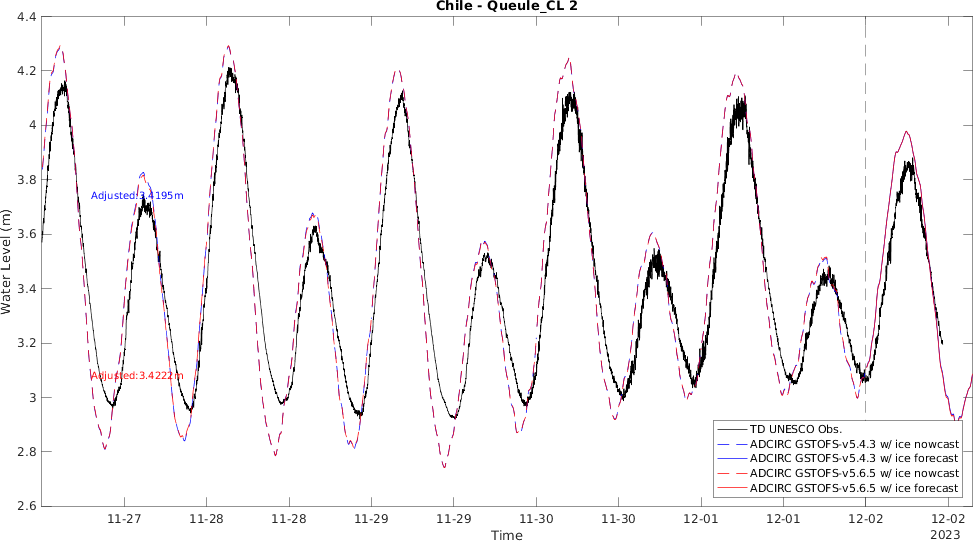 Chile - Queule_CL 2
4.4
4.2
4
3.8
3.6
3.4
3.2
3
2.8
2.6
Water Level (m)
Adjusted:3.4195m
Adjusted:3.4222m
TD UNESCO Obs.
ADCIRC GSTOFS-v5.4.3 w/ ice nowcast
ADCIRC GSTOFS-v5.4.3 w/ ice forecast
ADCIRC GSTOFS-v5.6.5 w/ ice nowcast
ADCIRC GSTOFS-v5.6.5 w/ ice forecast
11-27 11-28 11-28 11-29 11-29 11-30 11-30 12-01 12-01 12-02 12-02
2023
Time